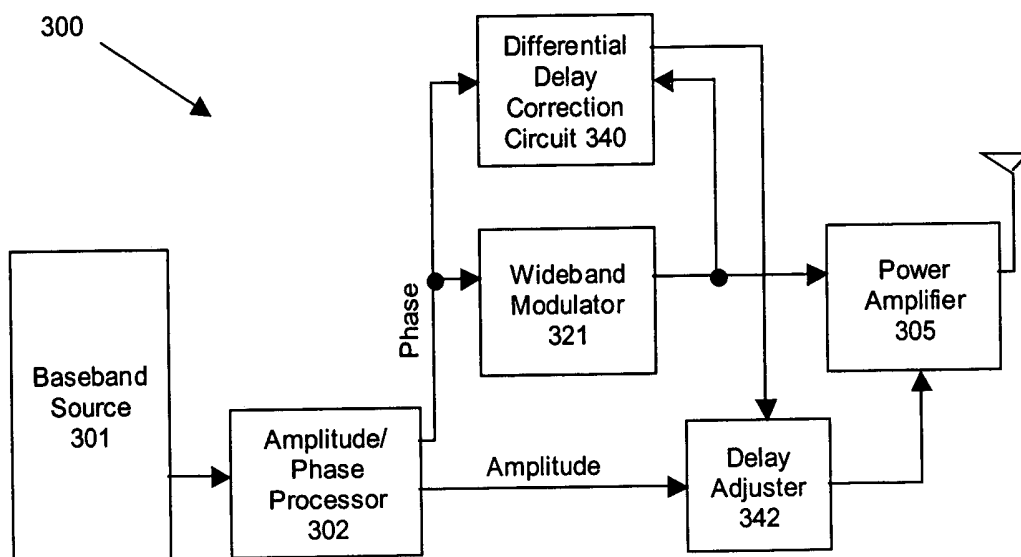 300
Differential
Delay
Correction
Circuit 340
Phase
Wideband
Modulator
321
Power
Amplifier
305
Baseband
Source
301
Amplitude/
Phase
Processor
302
Amplitude
Delay
Adjuster
342